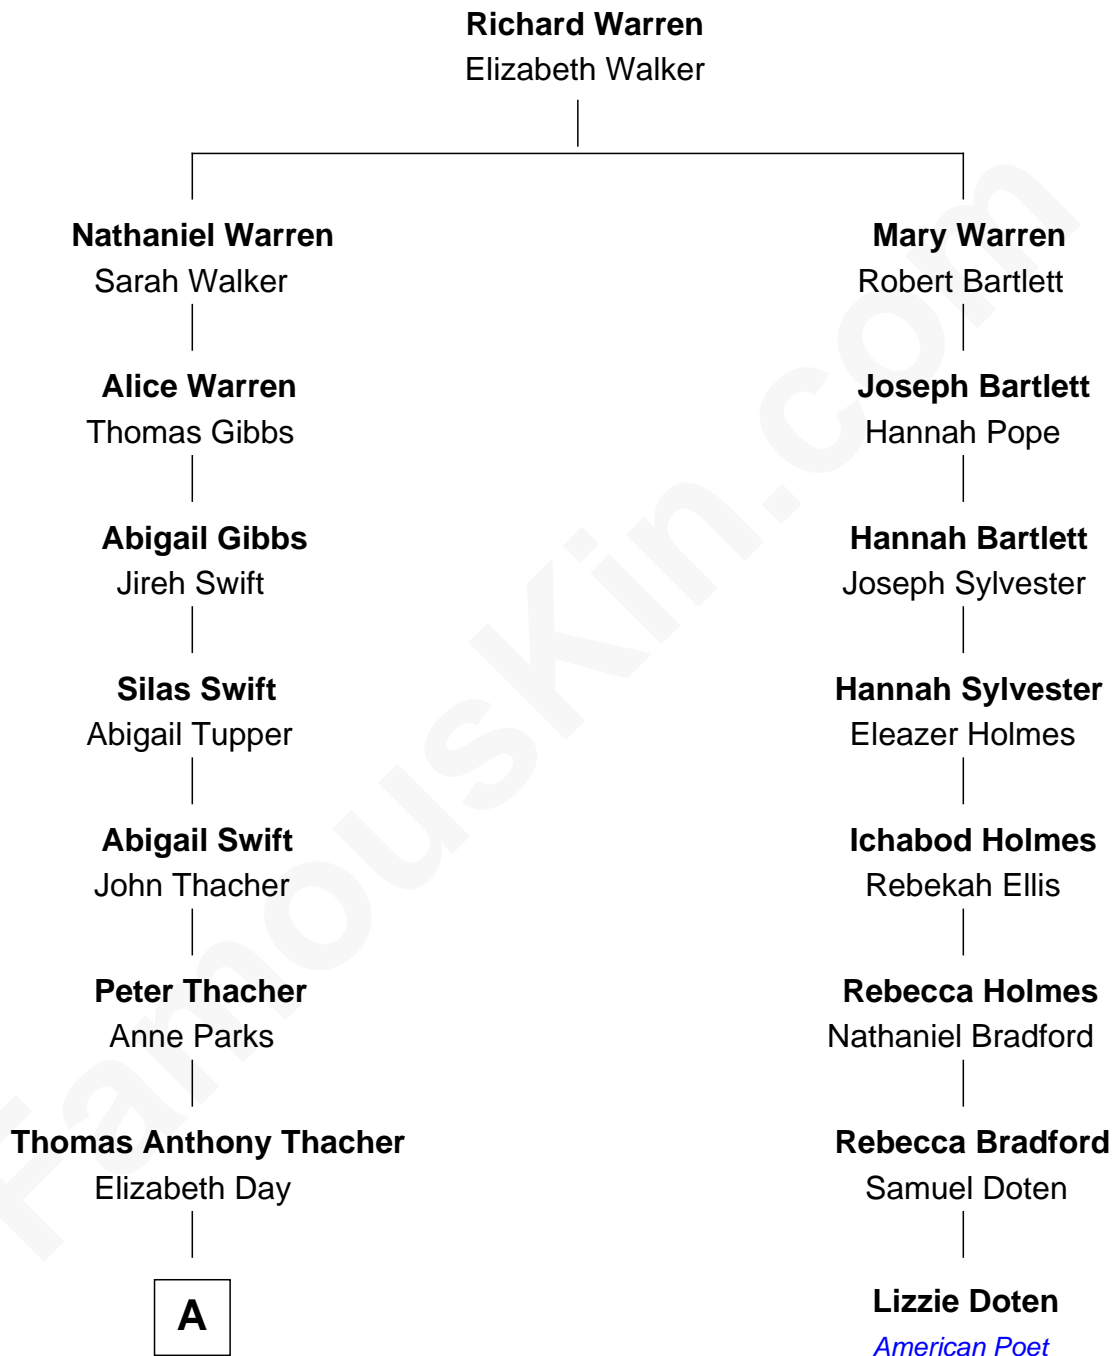 Richard Warren
Elizabeth Walker
Nathaniel Warren
Sarah Walker
Mary Warren
Robert Bartlett
Alice Warren
Thomas Gibbs
Joseph Bartlett
Hannah Pope
Abigail Gibbs
Jireh Swift
Hannah Bartlett
Joseph Sylvester
Silas Swift
Abigail Tupper
Hannah Sylvester
Eleazer Holmes
Abigail Swift
John Thacher
Ichabod Holmes
Rebekah Ellis
Peter Thacher
Anne Parks
Rebecca Holmes
Nathaniel Bradford
Thomas Anthony Thacher
Elizabeth Day
Rebecca Bradford
Samuel Doten
A
Lizzie Doten
American Poet
FamousKin.com